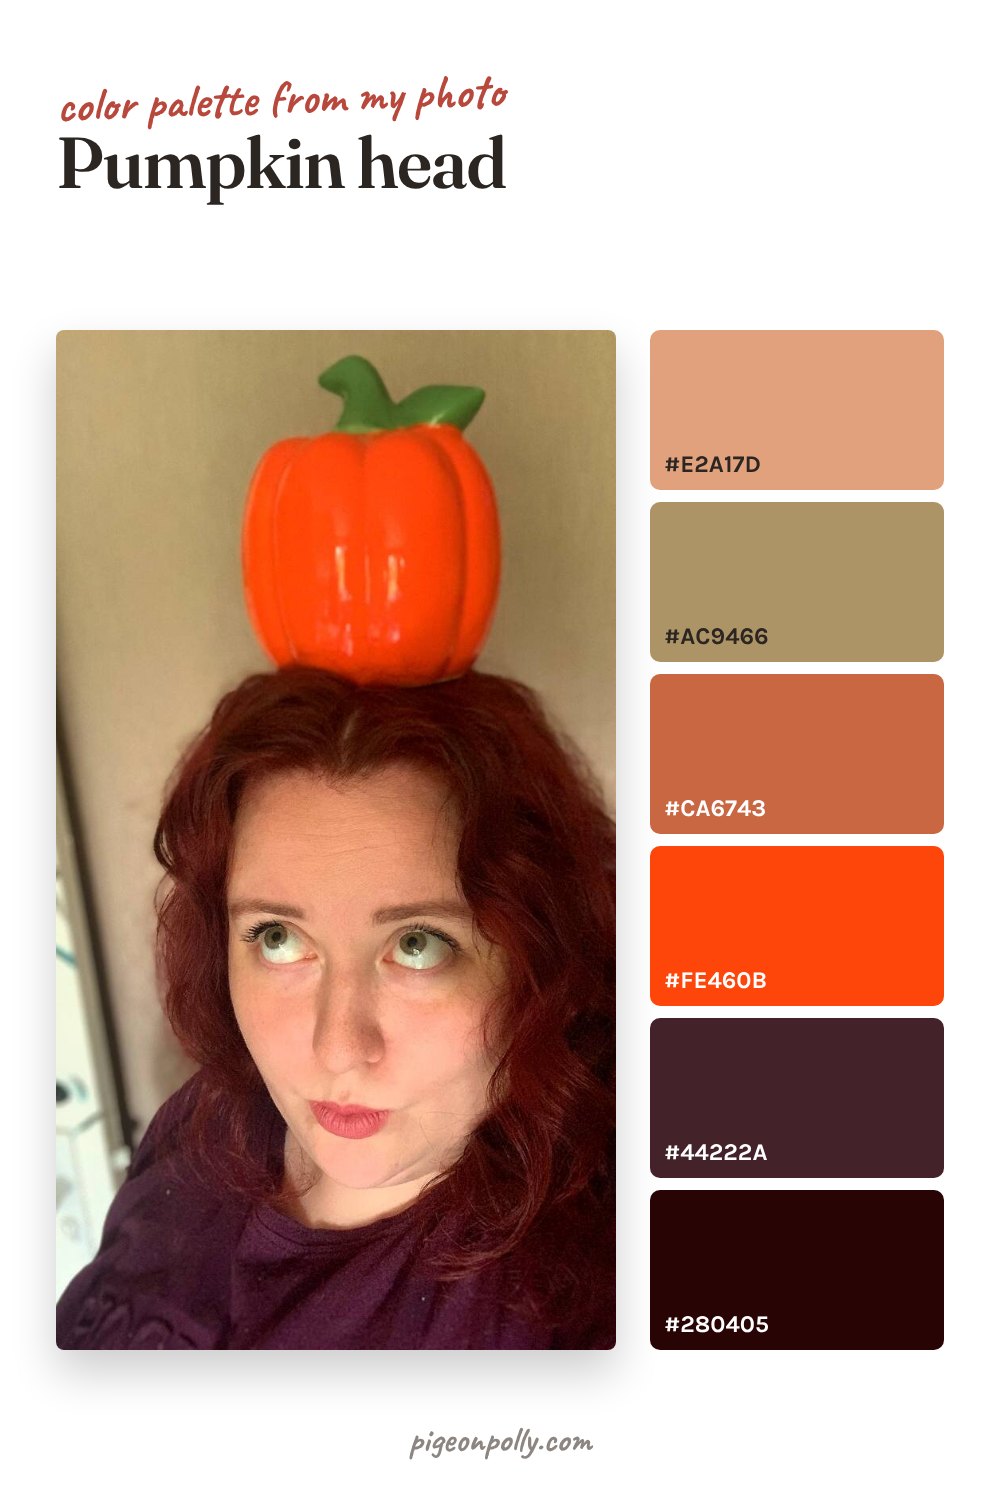 color palette from my photo
Pumpkin head
#E2A17D
#AC9466
#CA6743
#FE460B
#44222A
#280405
pigeonpolly.com